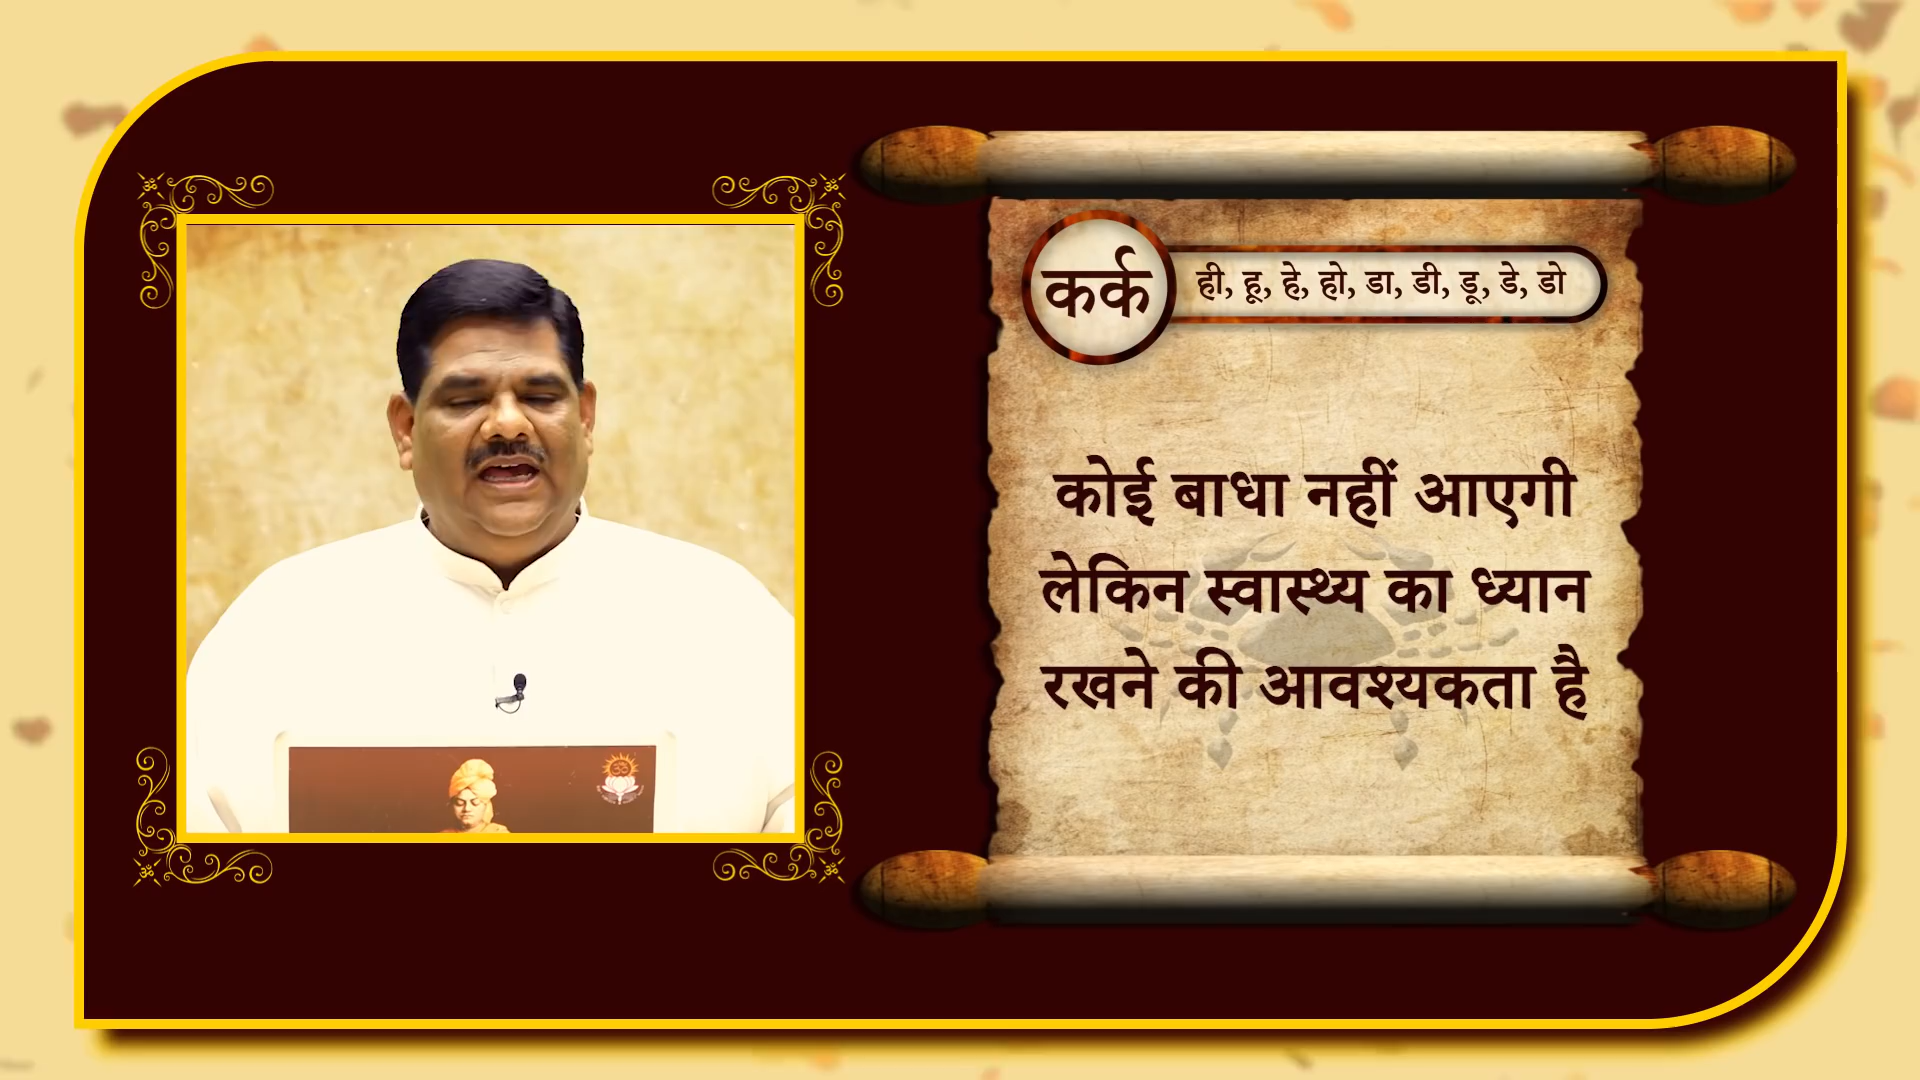 कर्क
ही, हू, हे, हो, डा, डी, डू, डे, डो
कोई बाधा नहीं आएगी
लेकिन स्वास्थ्य का ध्यान
रखने की आवश्यकता है